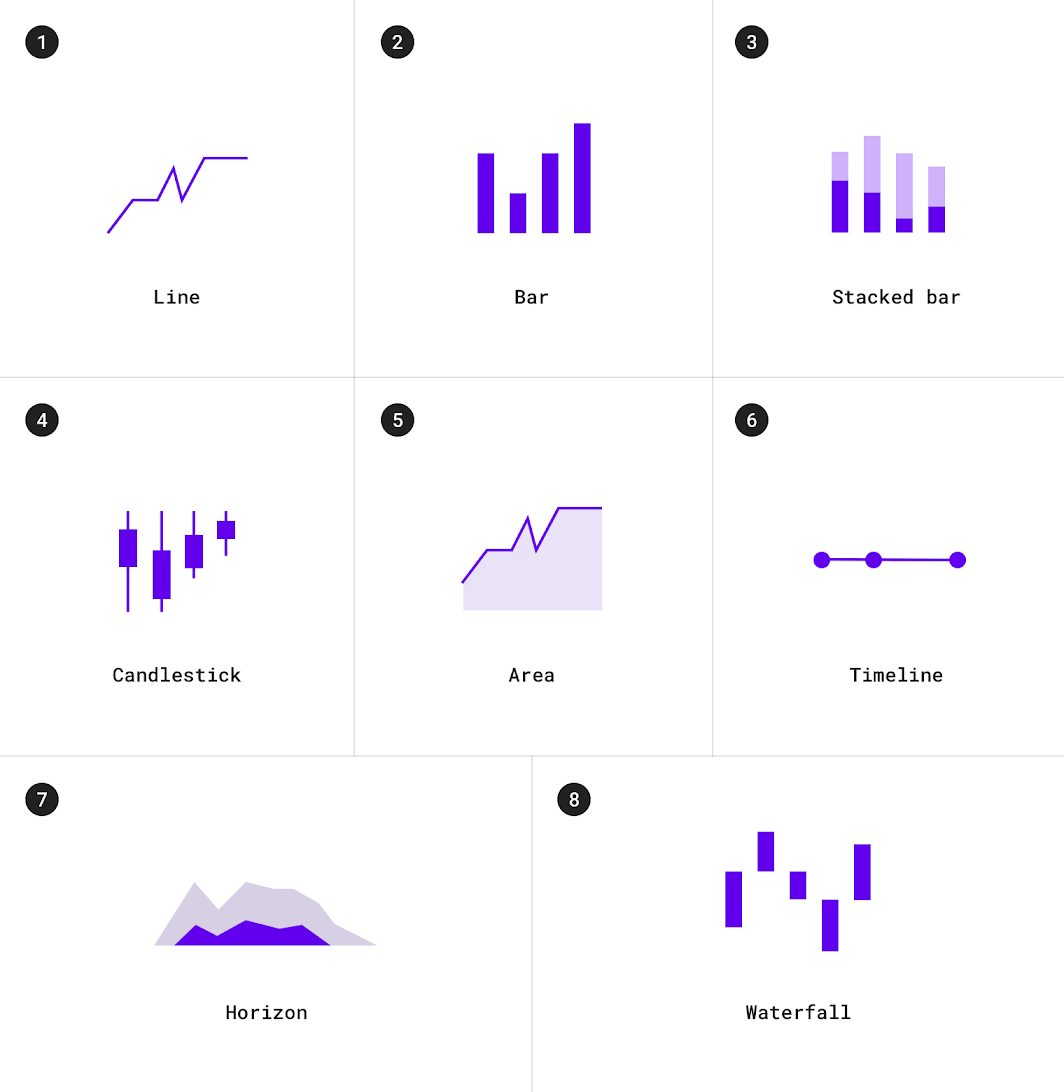 1
2
3
Line
Bar
Stacked bar
4
5
6
Candlestick
Area
Timeline
7
8
Horizon
Waterfall